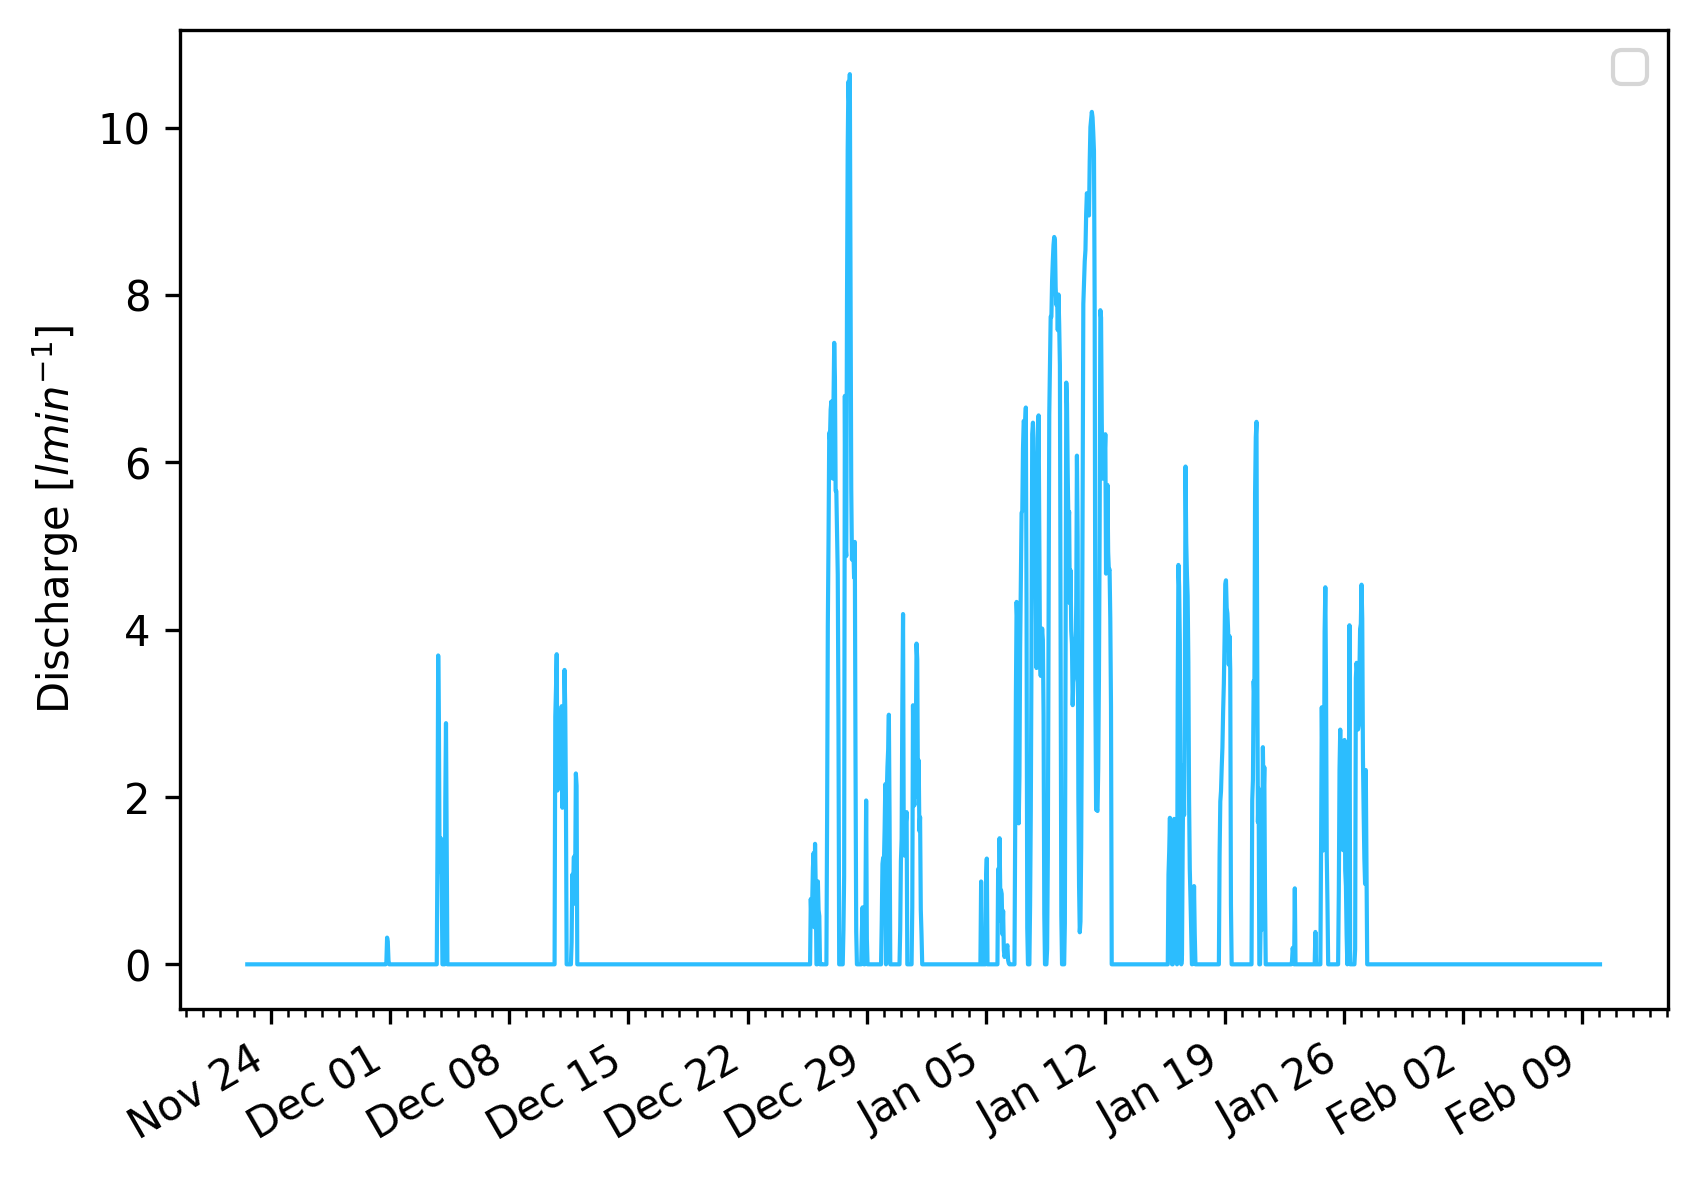 Discharge [lmin⁻¹]
10
8
6
4
2
0
Nov 24
Dec 01
Dec 08
Dec 15
Dec 22
Dec 29
Jan 05
Jan 12
Jan 19
Jan 26
Feb 02
Feb 09